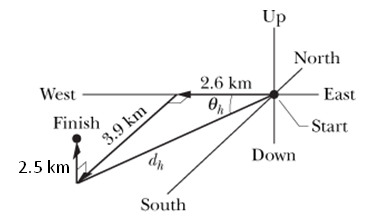 Up
North
2.6 km
West
East
θh
Finish
3.9 km
Start
2.5 km
dh
Down
South